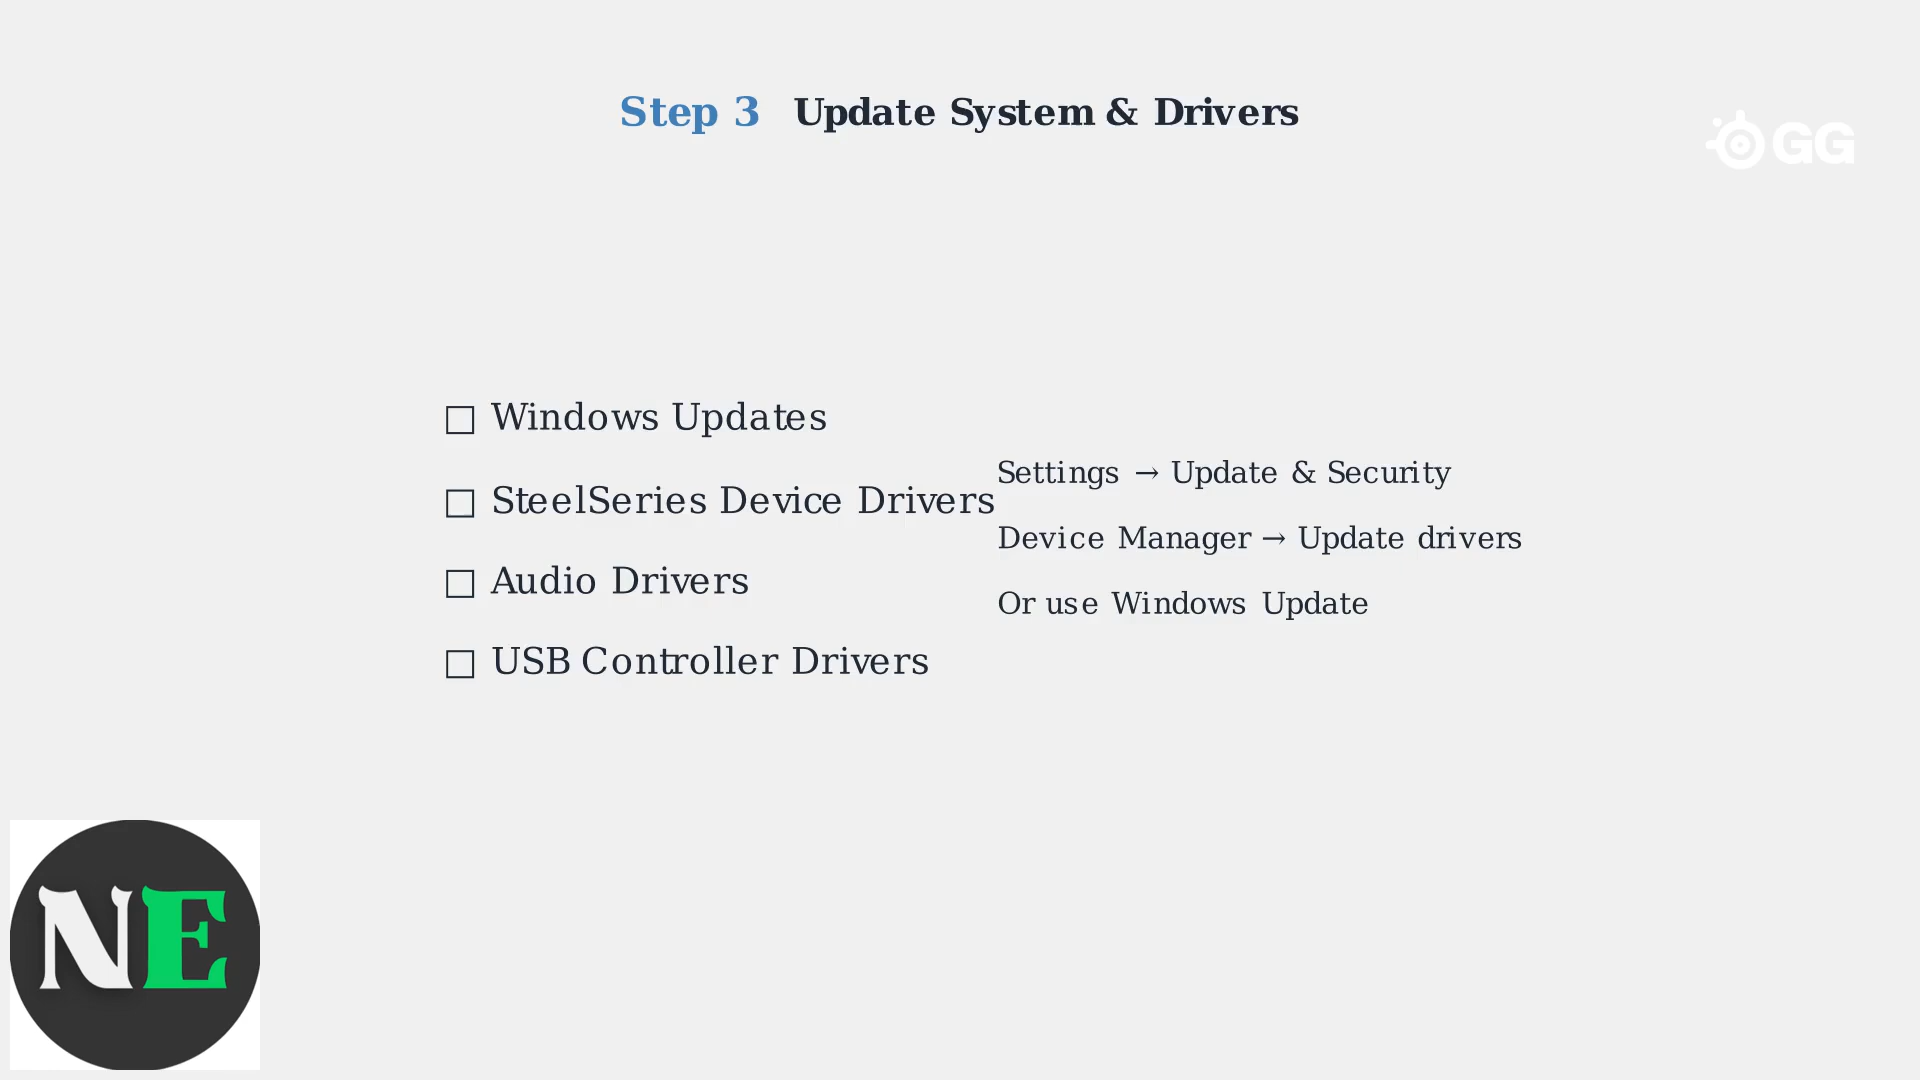 Step 3 Update System & Drivers
GG
□ Windows Updates
□ SteelSeries Device Drivers
□ Audio Drivers
□ USB Controller Drivers
Settings → Update & Security
Device Manager → Update drivers
Or use Windows Update
NE